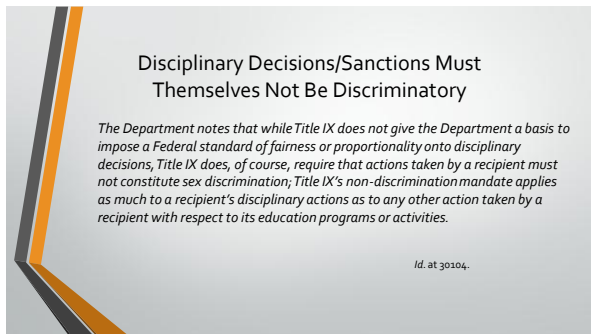 Disciplinary Decisions/Sanctions Must
Themselves Not Be Discriminatory
The Department notes that while Title IX does not give the Department a basis to
impose a Federal standard of fairness or proportionality onto disciplinary
decisions, Title IX does, of course, require that actions taken by a recipient must
not constitute sex discrimination; Title IX’s non-discrimination mandate applies
as much to a recipient’s disciplinary actions as to any other action taken by a
recipient with respect to its education programs or activities.
Id. at 30104.